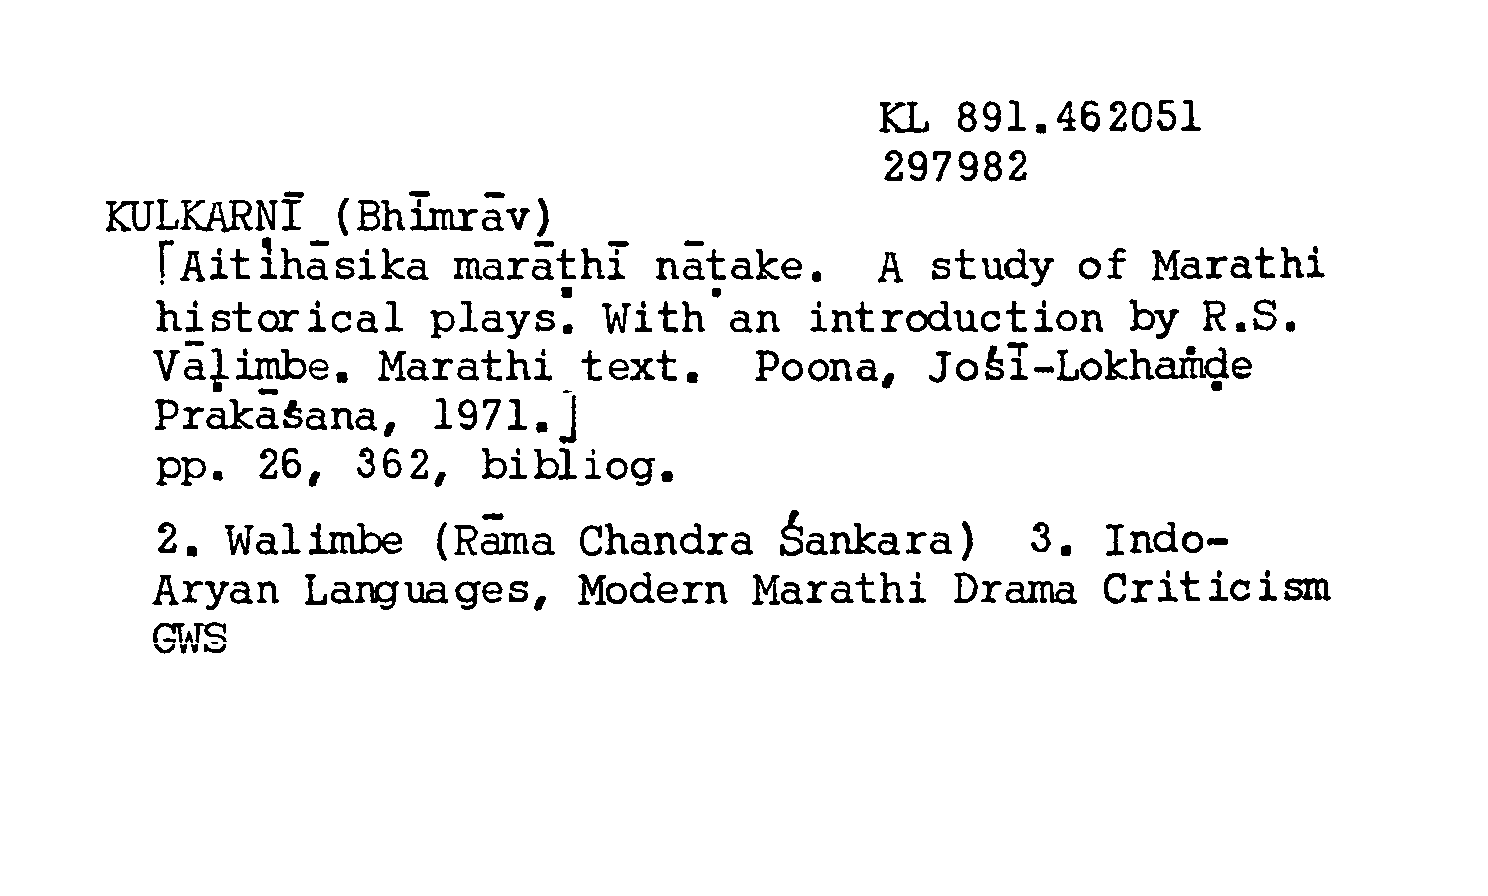 KL 891.462051
297982
KULKARṆĪ (Bhīmrāv)
[Aitihāsika marāṭhī nāṭake. A study of Marathi
historical plays. With an introduction by R.S.
Vāḷimbe. Marathi text. Poona, Jośī-Lokhaṁḍe
Prakāśana, 1971.]
pp. 26, 362, bibliog.
2. Walimbe (Rāma Chandra Śankara) 3. Indo-
Aryan Languages, Modern Marathi Drama Criticism
GWS